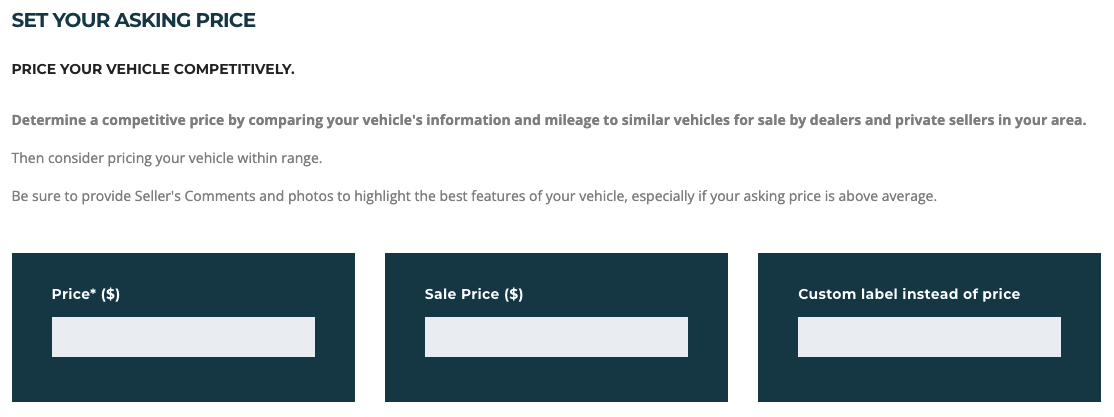 SET YOUR ASKING PRICE
PRICE YOUR VEHICLE COMPETITIVELY.
Determine a competitive price by comparing your vehicle's information and mileage to similar vehicles for sale by dealers and private sellers in your area.
Then consider pricing your vehicle within range.
Be sure to provide Seller's Comments and photos to highlight the best features of your vehicle, especially if your asking price is above average.
Price* ($)
Sale Price ($)
Custom label instead of price